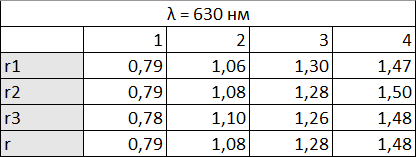 λ = 630 нм
1 2 3 4
r1 0,79 1,06 1,30 1,47
r2 0,79 1,08 1,28 1,50
r3 0,78 1,10 1,26 1,48
r 0,79 1,08 1,28 1,48